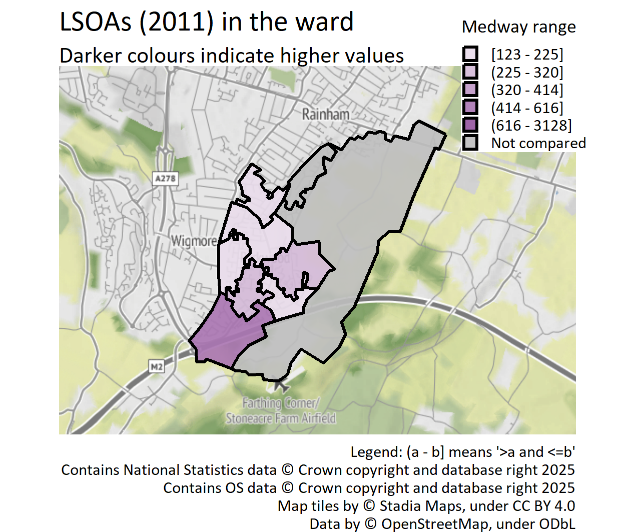 LSOAs (2011) in the ward
Darker colours indicate higher values
Medway range
[123 - 225]
(225 - 320]
(320 - 414]
(414 - 616]
(616 - 3128]
Not compared
Rainham
A278
Wigmore
M2
Farthing Corner/
Stoneacre Farm Airfield
Legend: (a - b] means '>a and <=b'
Contains National Statistics data © Crown copyright and database right 2025
Contains OS data © Crown copyright and database right 2025
Map tiles by © Stadia Maps, under CC BY 4.0
Data by © OpenStreetMap, under ODbL